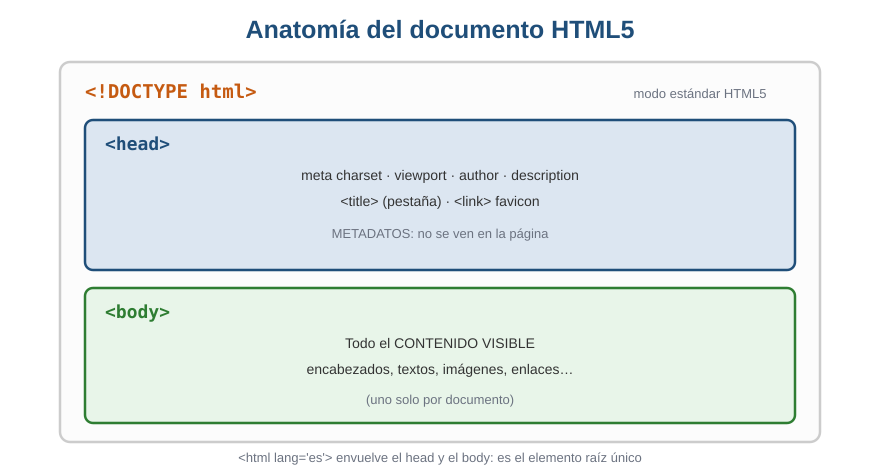 Anatomía del documento HTML5
<!DOCTYPE html>
modo estándar HTML5
<head>
meta charset · viewport · author · description
<title> (pestaña) · <link> favicon
METADATOS: no se ven en la página
<body>
Todo el CONTENIDO VISIBLE
encabezados, textos, imágenes, enlaces…
(uno solo por documento)
<html lang='es'> envuelve el head y el body: es el elemento raíz único